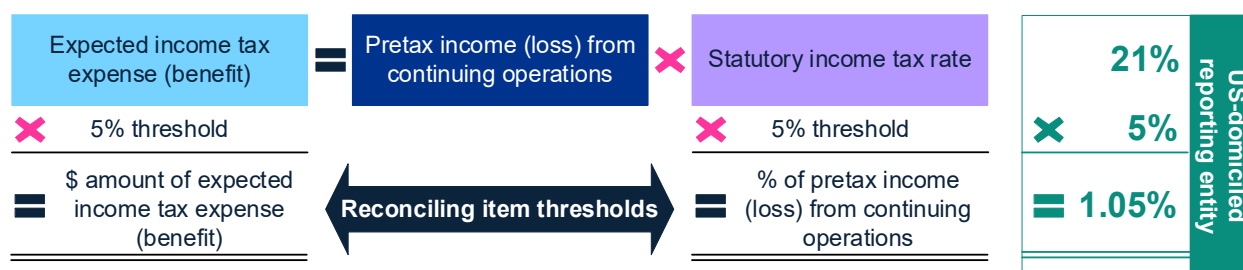 Expected income tax
expense (benefit)
=
Pretax income (loss) from
continuing operations
×
Statutory income tax rate
× 5% threshold
= $ amount of expected
income tax expense
(benefit)
Reconciling item thresholds
× 5% threshold
= % of pretax income
(loss) from continuing
operations
21%
× 5%
= 1.05%
US-domiciled
reporting entity